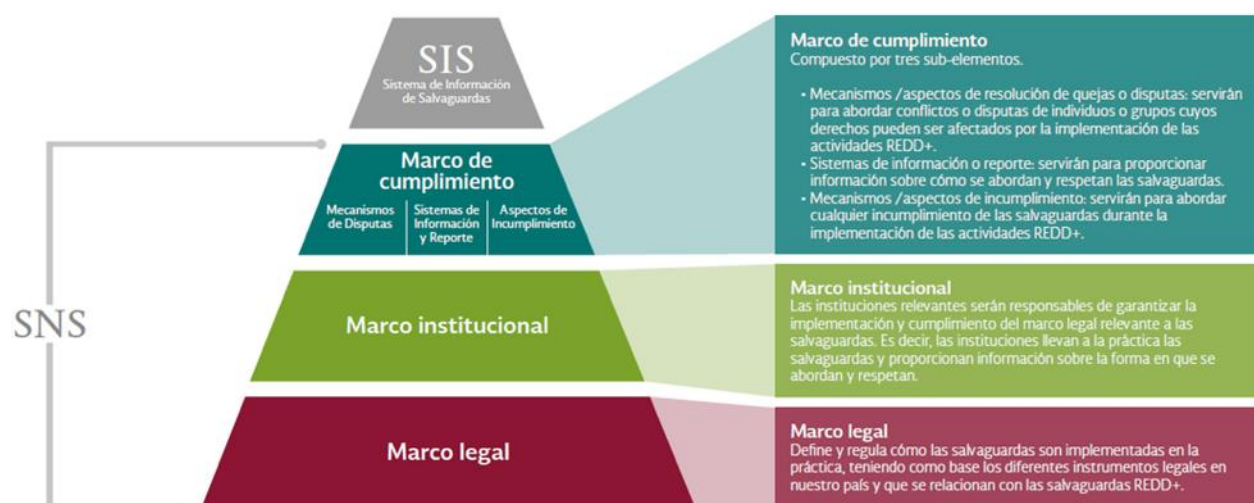 SIS
Sistema de Información
de Salvaguardas
SNS
Marco de
cumplimiento
Mecanismos
de Disputas
Sistemas de
Información
y Reporte
Aspectos de
Incumplimiento
Marco institucional
Marco legal
Marco de cumplimiento
Compuesto por tres sub-elementos.
• Mecanismos /aspectos de resolución de quejas o disputas: servirán
para abordar conflictos o disputas de individuos o grupos cuyos
derechos pueden ser afectados por la implementación de las
actividades REDD+.
• Sistemas de información o reporte: servirán para proporcionar
información sobre cómo se abordan y respetan las salvaguardas.
• Mecanismos /aspectos de incumplimiento: servirán para abordar
cualquier incumplimiento de las salvaguardas durante la
implementación de las actividades REDD+.
Marco institucional
Las instituciones relevantes serán responsables de garantizar la
implementación y cumplimiento del marco legal relevante a las
salvaguardas. Es decir, las instituciones llevan a la práctica las
salvaguardas y proporcionan información sobre la forma en que se
abordan y respetan.
Marco legal
Define y regula cómo las salvaguardas son implementadas en la
práctica, teniendo como base los diferentes instrumentos legales en
nuestro país y que se relacionan con las salvaguardas REDD+.